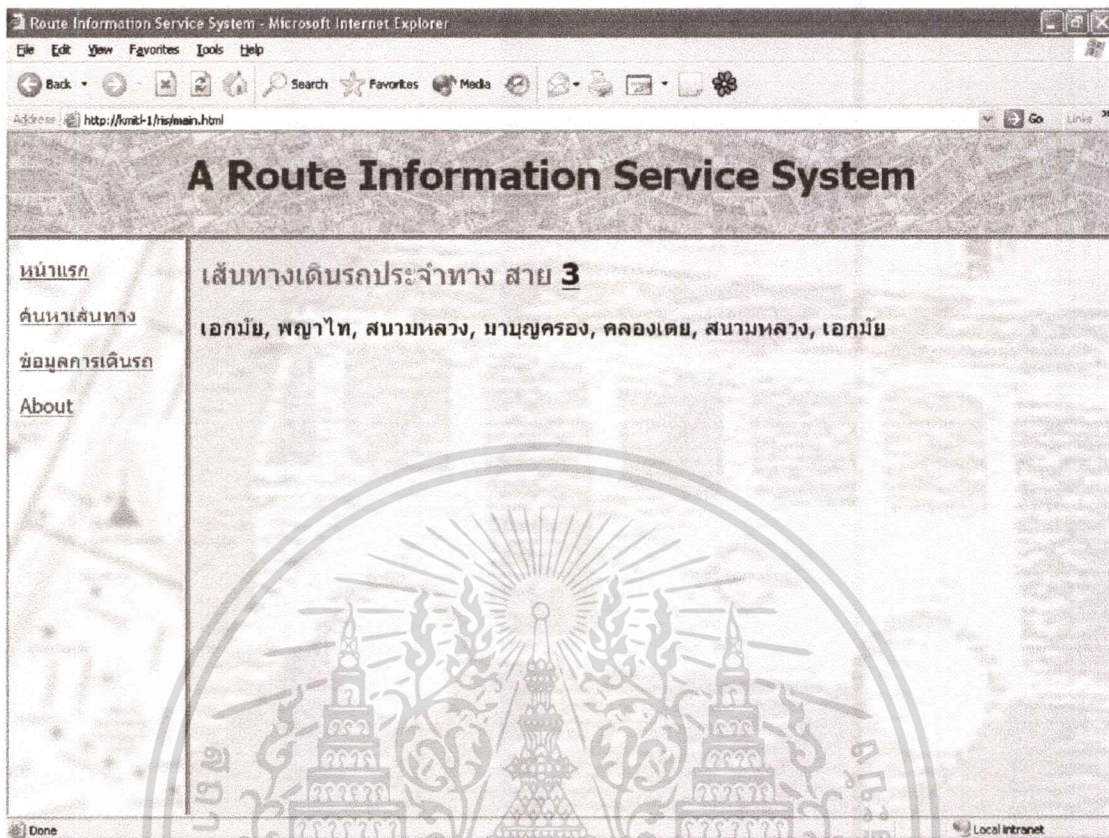 A Route Information Service System - Microsoft Internet Explorer
File Edit View Favorites Tools Help
Back Search Favorites Media
Address http://kmitl-1/ris/main.html Go Links
A Route Information Service System
หน้าแรก
ค้นหาเส้นทาง
ข้อมูลการเดินรถ
About
เส้นทางเดินรถประจำทาง สาย 3
เอกมัย, พญาไท, สนามหลวง, มาบุญครอง, คลองเตย, สนามหลวง, เอกมัย
Done Local intranet